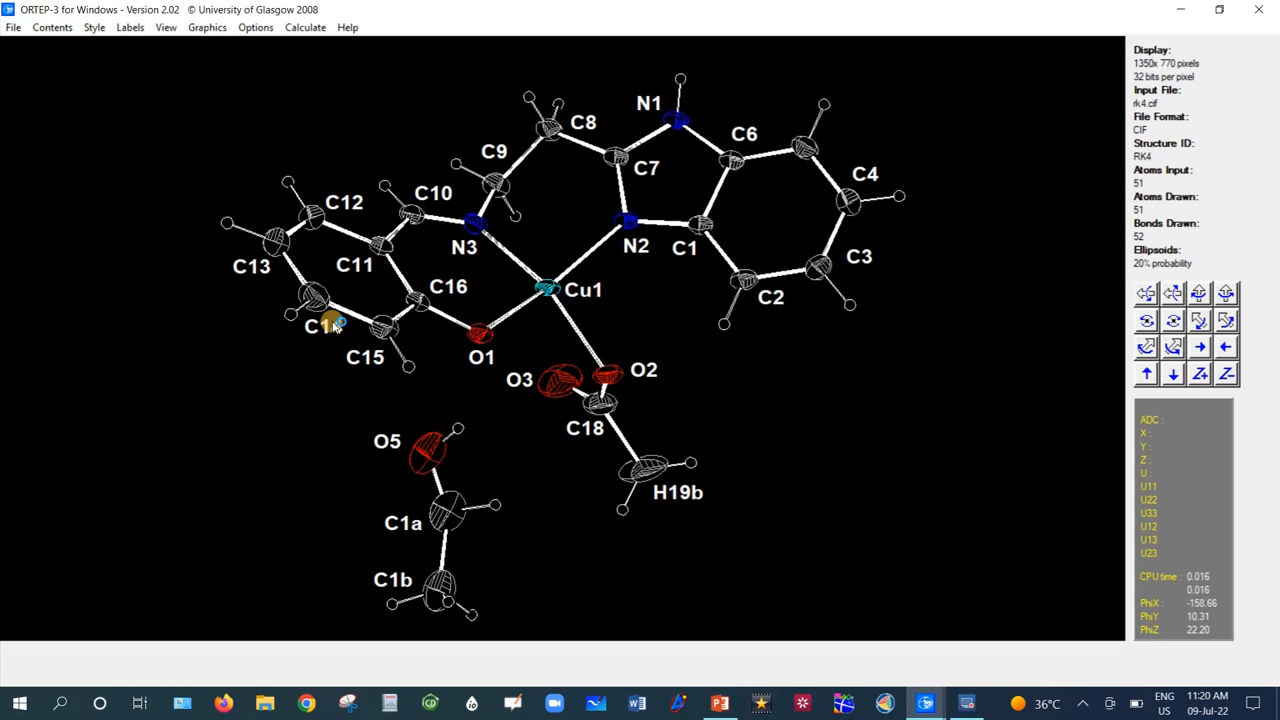 ORTEP-3 for Windows - Version 2.02 © University of Glasgow 2008
File Contents Style Labels View Graphics Options Calculate Help
Display:
1350x 770 pixels
32 bits per pixel
Input File:
rk4.cif
File Format:
CIF
Structure ID:
RK4
Atoms Input:
51
Atoms Drawn:
51
Bonds Drawn:
52
Ellipsoids:
20% probability
N1
C8
C6
C9
C7
C4
C10
C12
N3
N2
C1
C3
C13
C11
C16
Cu1
C2
C15
O1
O3
O2
C18
O5
H19b
C1a
C1b
Z+ Z-
ADC :
X :
Y :
Z :
U :
U11
U22
U33
U12
U13
U23
CPU time : 0.016
0.016
PhiX: -158.66
PhiY 10.31
PhiZ 22.20
36°C
ENG
US
11:20 AM
09-Jul-22